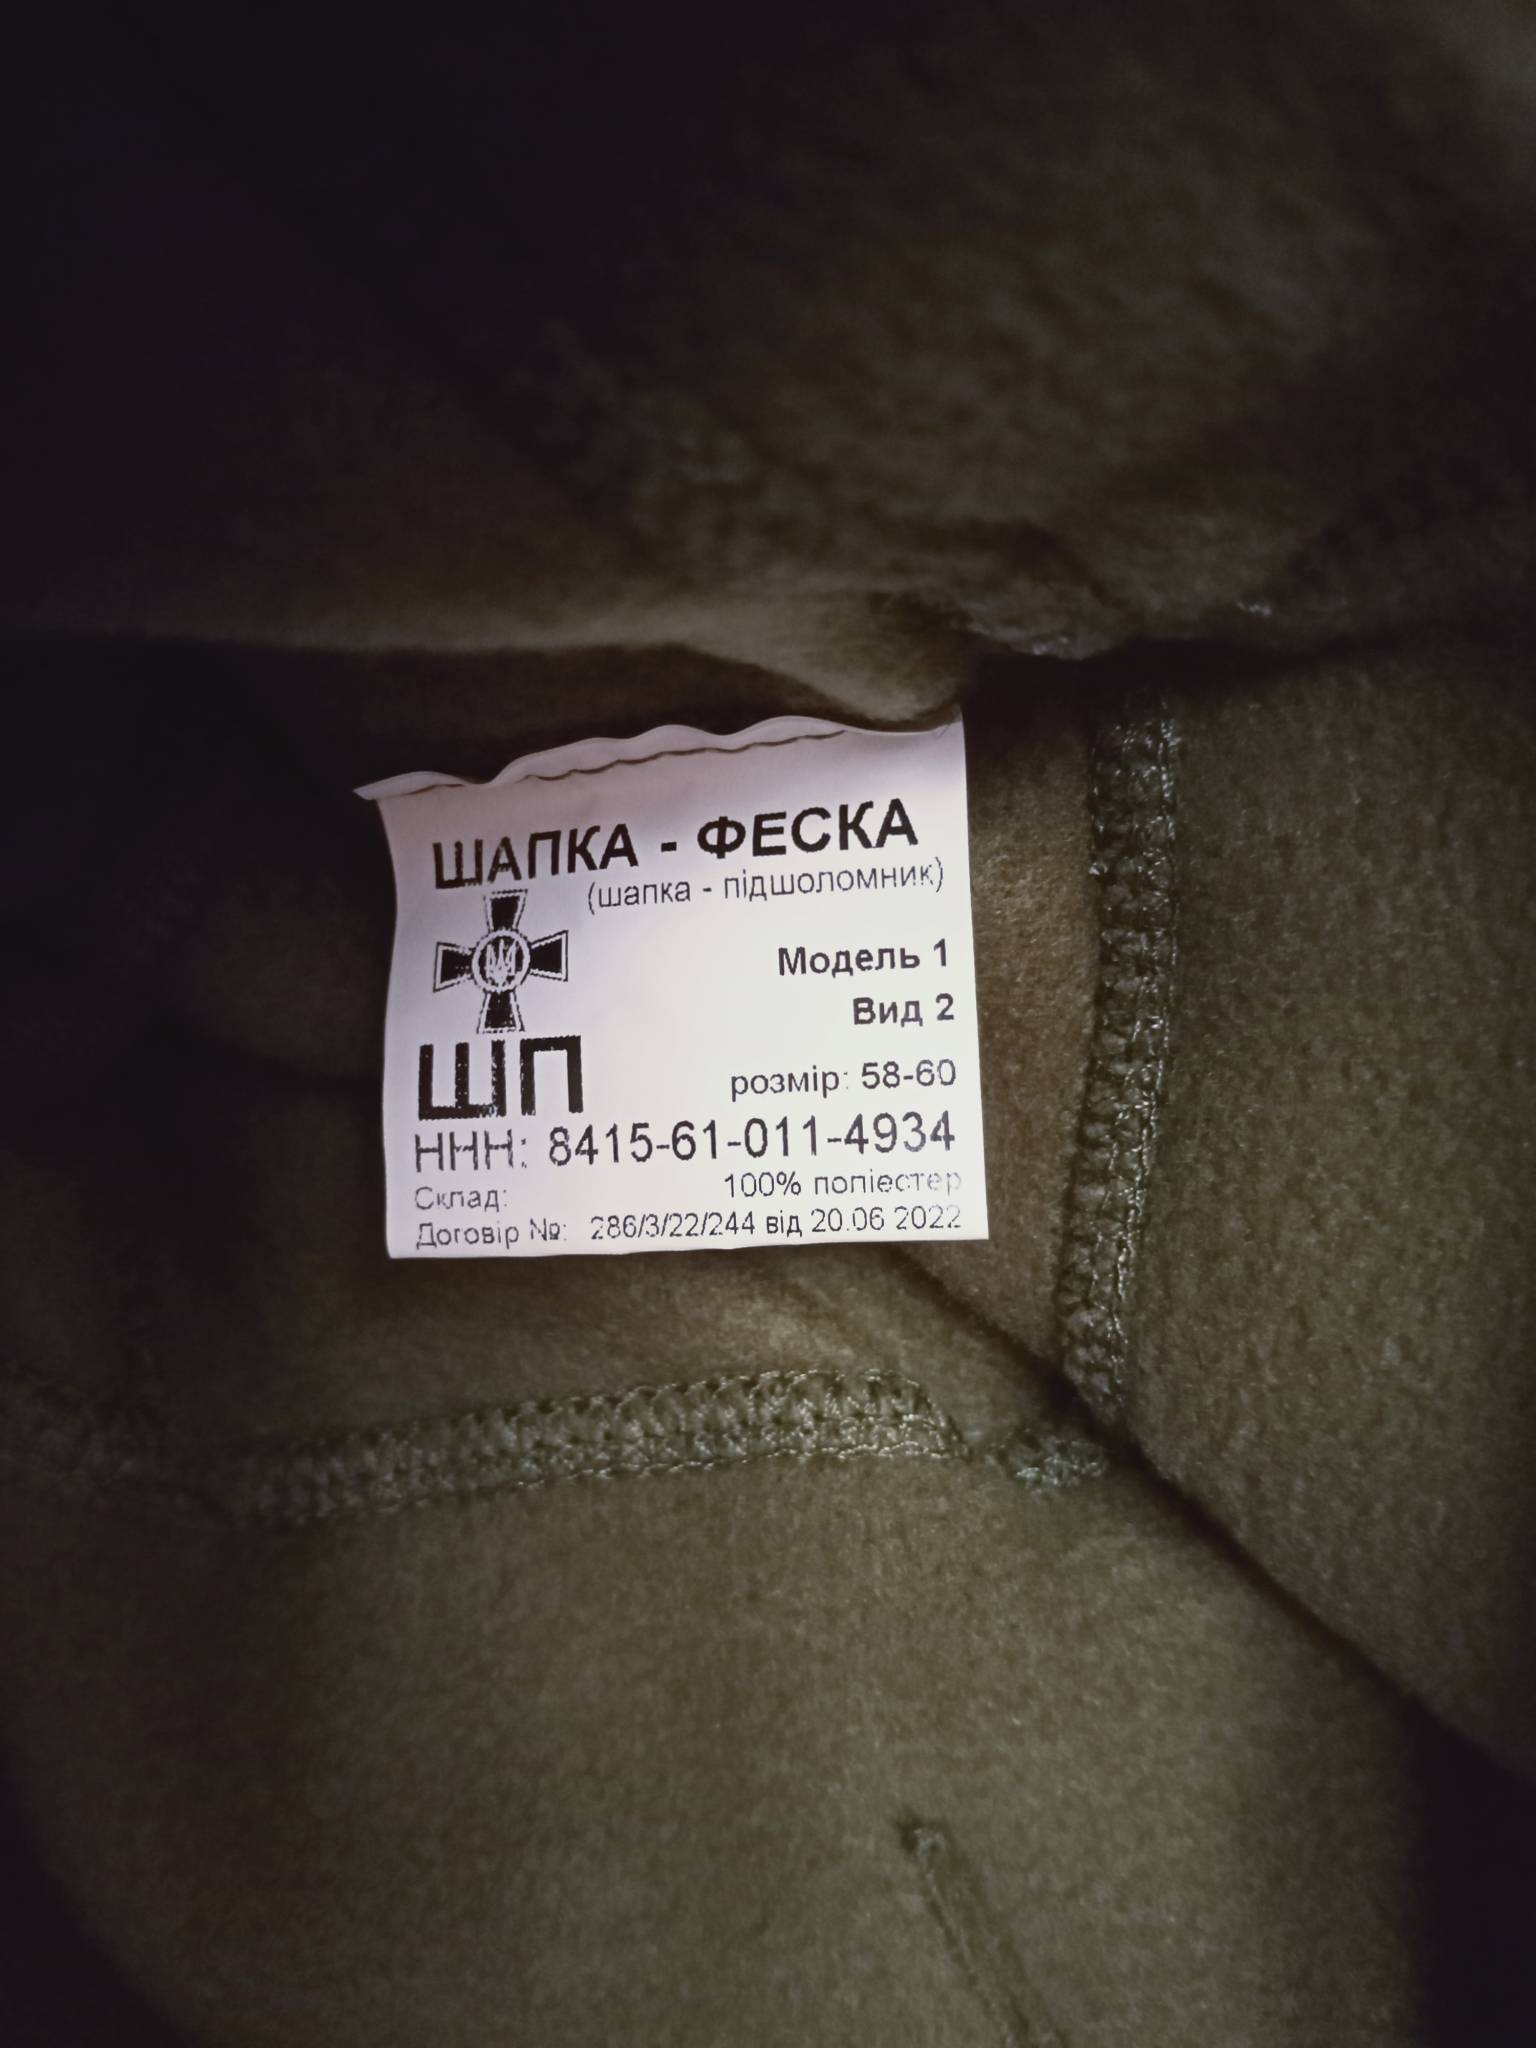 ШАПКА - ФЕСКА
(шапка - підшоломник)
Модель 1
Вид 2
ШП
розмір: 58-60
ННН: 8415-61-011-4934
Склад: 100% поліестер
Договір №: 286/3/22/244 від 20.06 2022